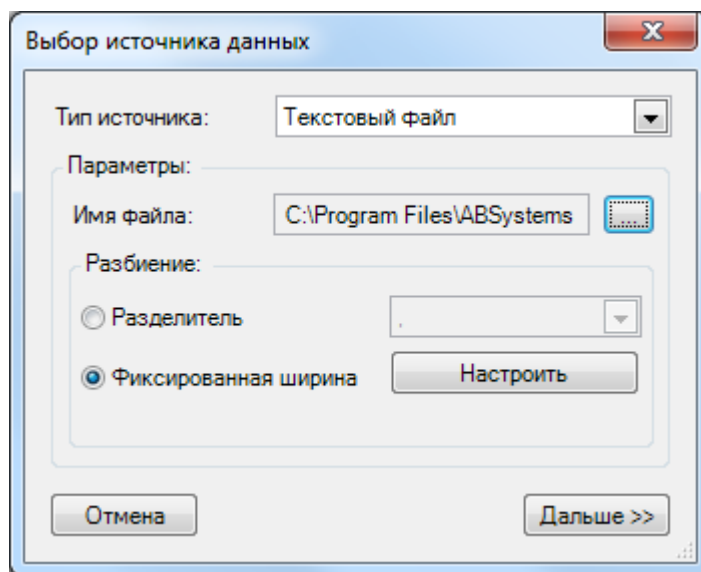 Выбор источника данных
Тип источника: Текстовый файл
Параметры:
Имя файла: C:\Program Files\ABSystems ...
Разбиение:
Разделитель ,
Фиксированная ширина Настроить
Отмена Дальше >>